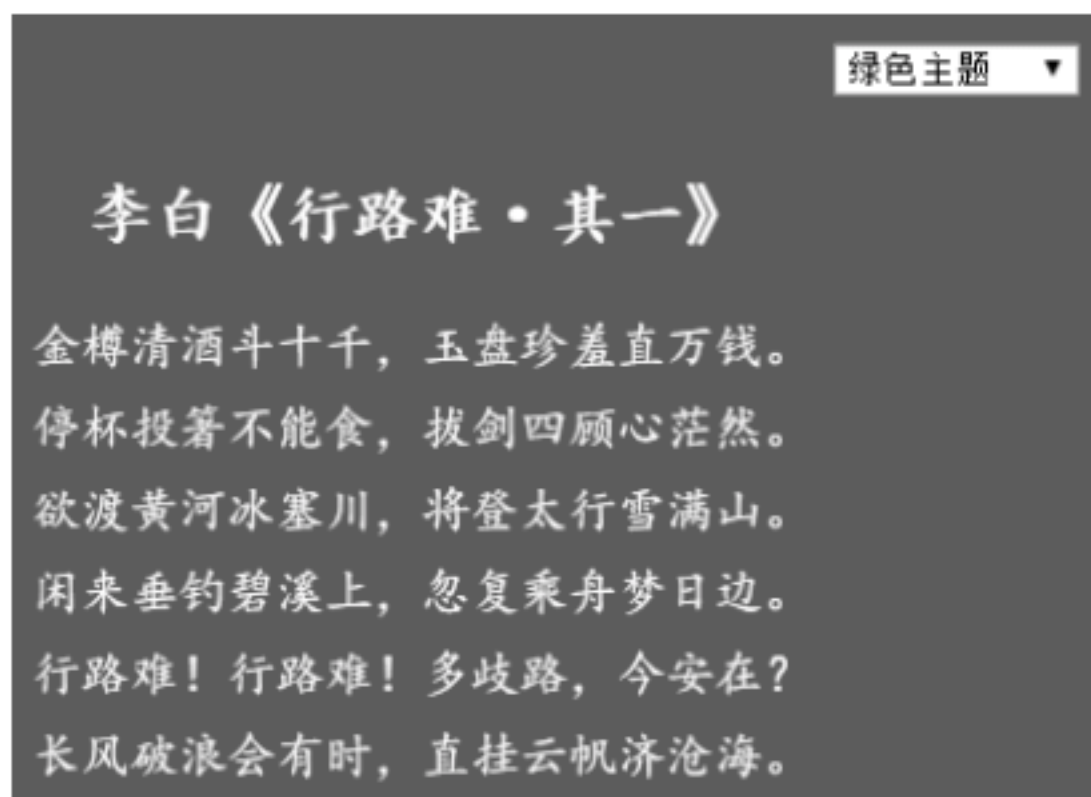 绿色主题 ▼
李白《行路难·其一》
金樽清酒斗十千，玉盘珍羞直万钱。
停杯投箸不能食，拔剑四顾心茫然。
欲渡黄河冰塞川，将登太行雪满山。
闲来垂钓碧溪上，忽复乘舟梦日边。
行路难！行路难！多歧路，今安在？
长风破浪会有时，直挂云帆济沧海。